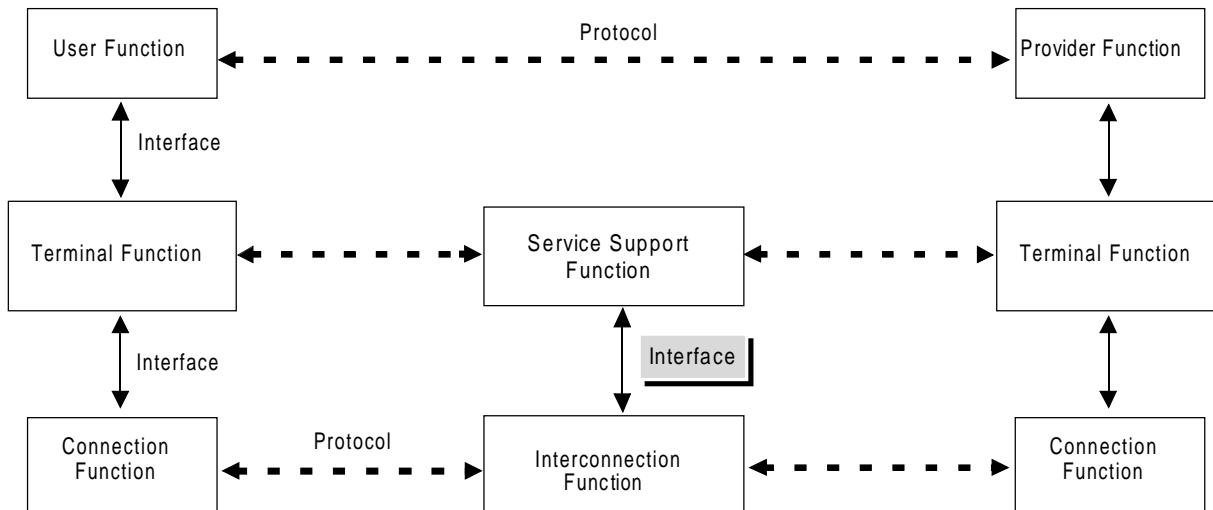 User Function
Protocol
Provider Function
Interface
Terminal Function
Service Support
Function
Terminal Function
Interface
Interface
Connection
Function
Protocol
Interconnection
Function
Connection
Function